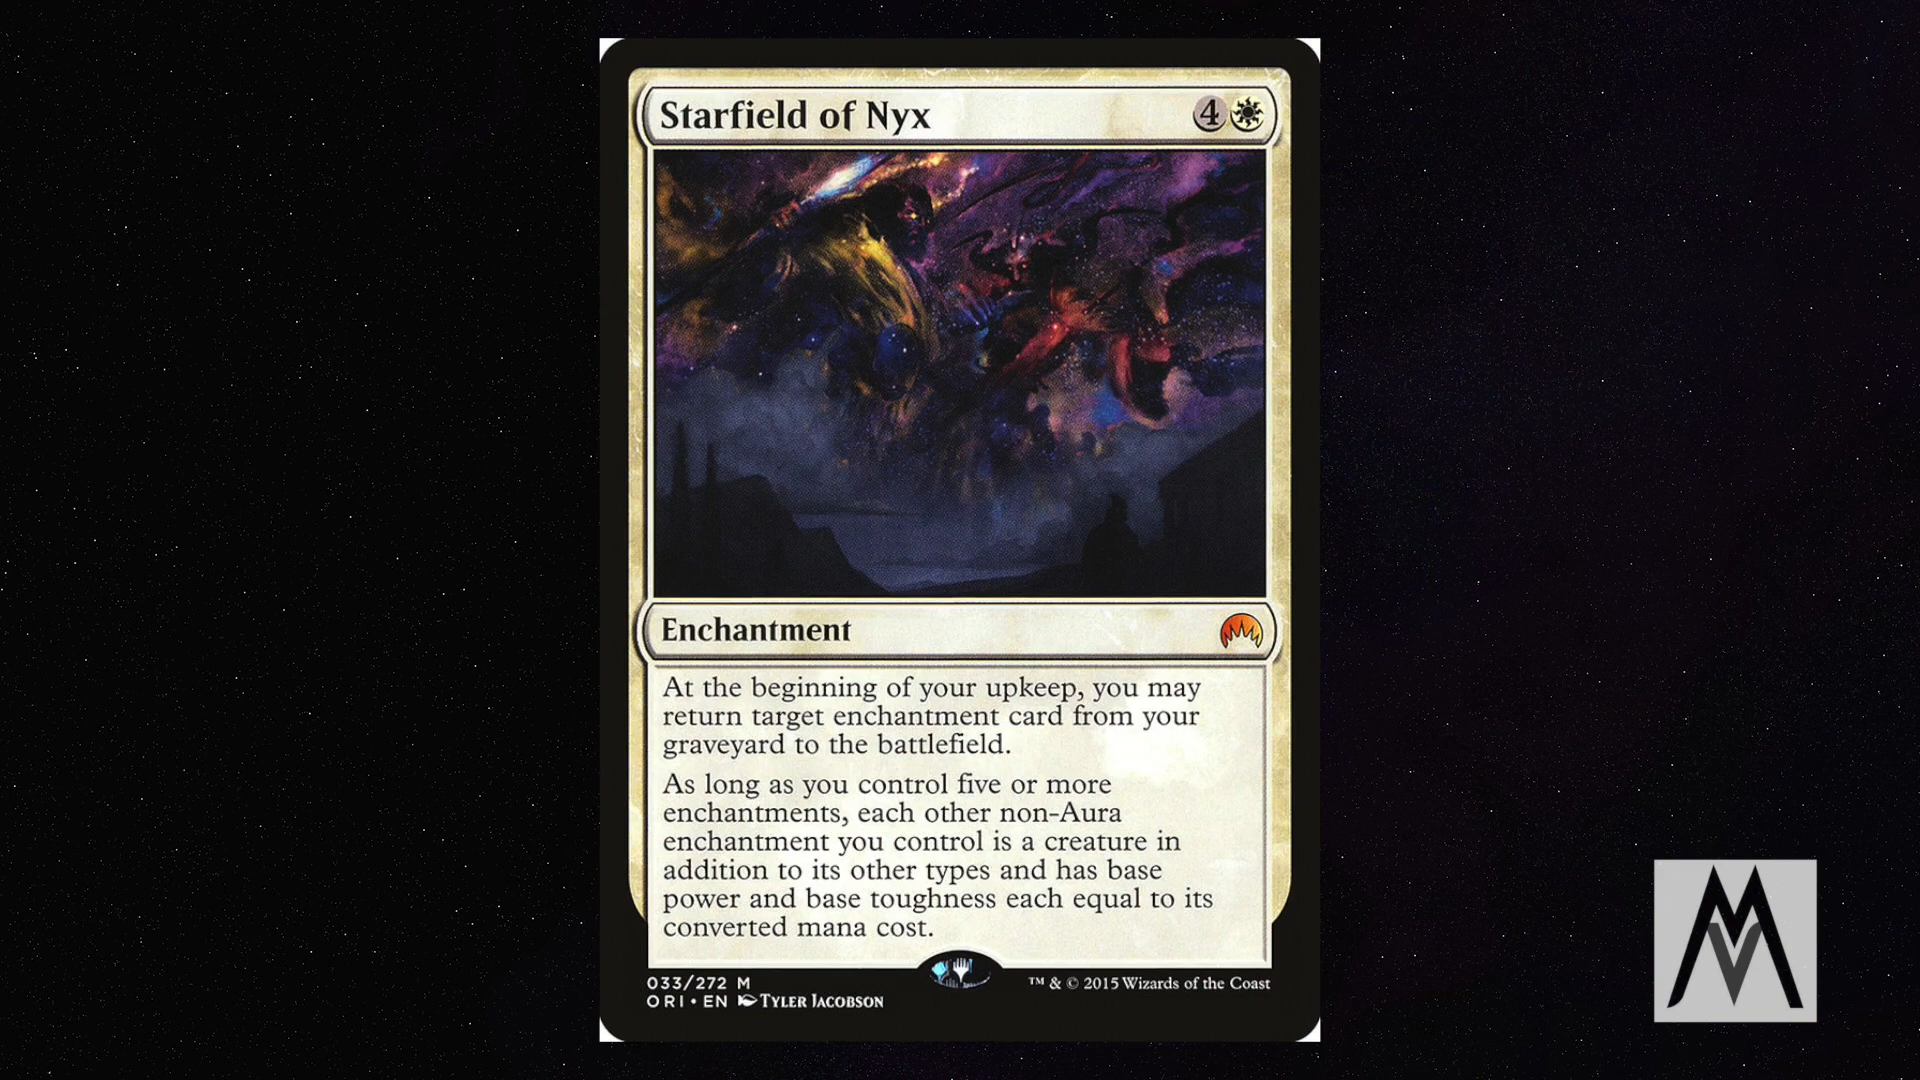 Starfield of Nyx 4
Enchantment
At the beginning of your upkeep, you may
return target enchantment card from your
graveyard to the battlefield.
As long as you control five or more
enchantments, each other non-Aura
enchantment you control is a creature in
addition to its other types and has base
power and base toughness each equal to its
converted mana cost.
033/272 M
ORI • EN TYLER JACOBSON
™ & © 2015 Wizards of the Coast
MV